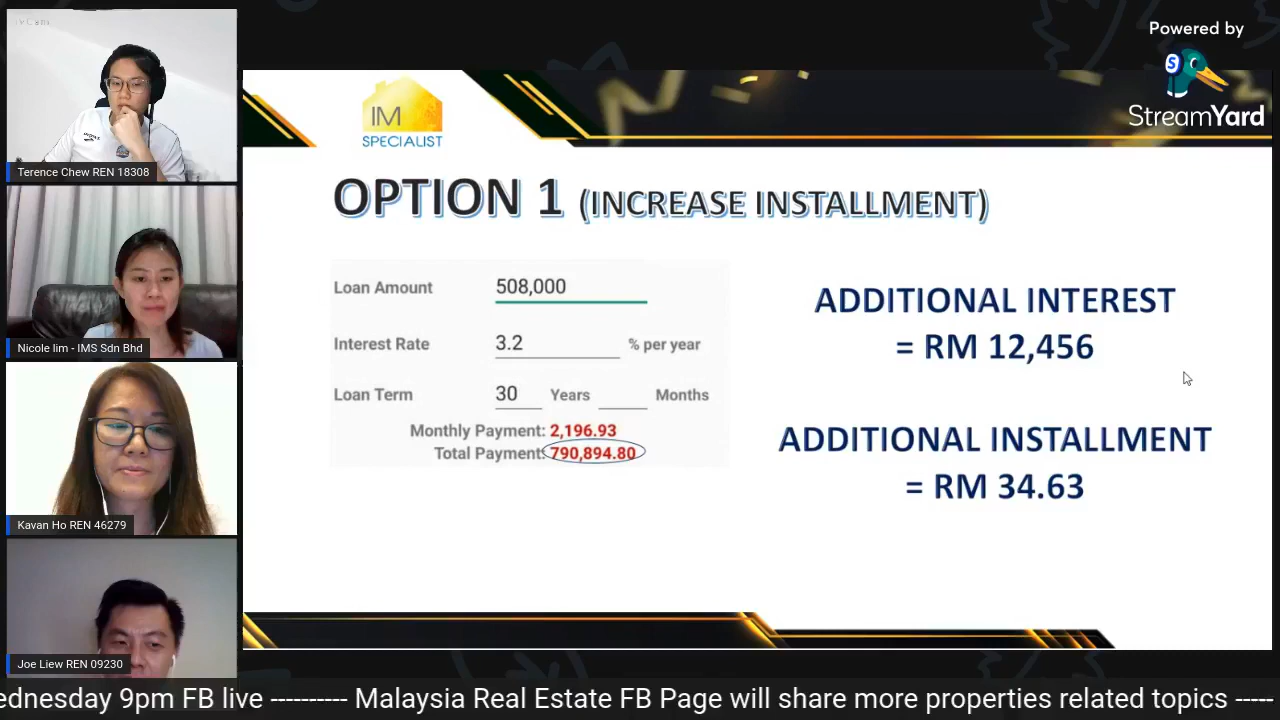 Terence Chew REN 18308
Nicole lim - IMS Sdn Bhd
Kavan Ho REN 46279
Joe Liew REN 09230
Powered by
S
StreamYard
IM
SPECIALIST
OPTION 1 (INCREASE INSTALLMENT)
Loan Amount 508,000
Interest Rate 3.2 % per year
Loan Term 30 Years Months
Monthly Payment: 2,196.93
Total Payment: 790,894.80
ADDITIONAL INTEREST
= RM 12,456
ADDITIONAL INSTALLMENT
= RM 34.63
ednesday 9pm FB live ---------- Malaysia Real Estate FB Page will share more properties related topics -----